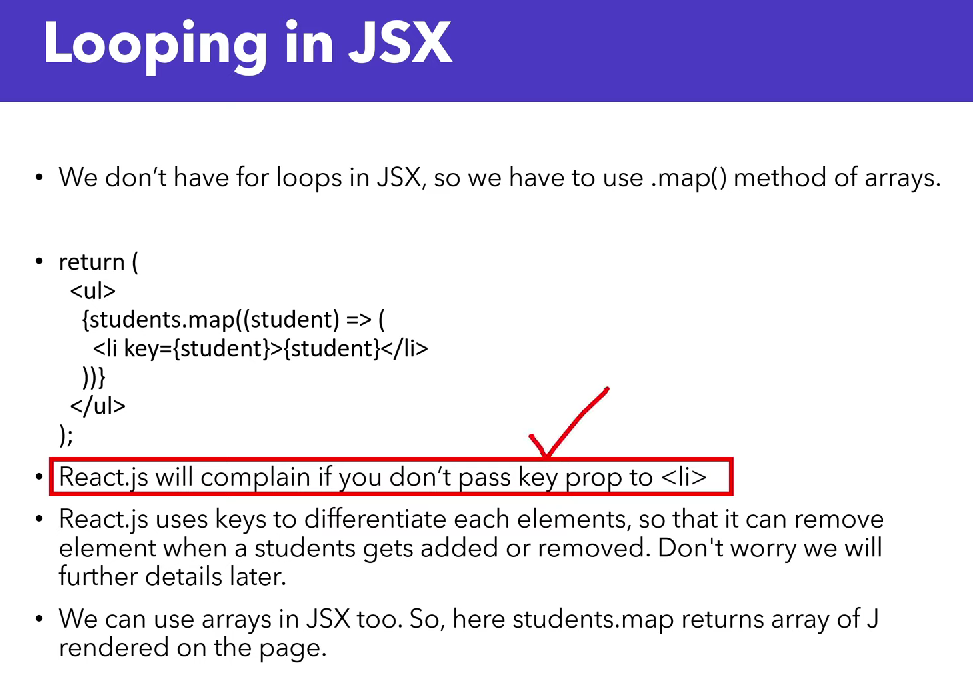 Looping in JSX
• We don’t have for loops in JSX, so we have to use .map() method of arrays.
• return (
<ul>
{students.map((student) => (
<li key={student}>{student}</li>
))}
</ul>
);
• React.js will complain if you don’t pass key prop to <li>
• React.js uses keys to differentiate each elements, so that it can remove
element when a students gets added or removed. Don't worry we will
further details later.
• We can use arrays in JSX too. So, here students.map returns array of J
rendered on the page.